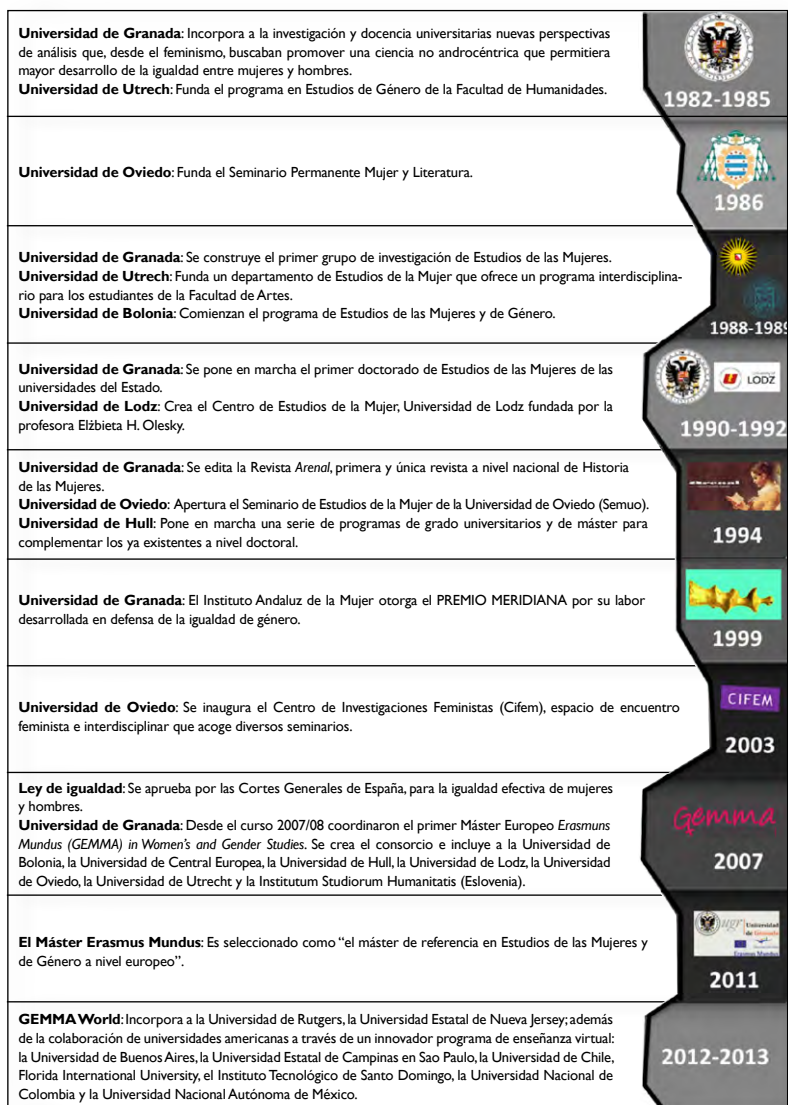 Universidad de Granada: Incorpora a la investigación y docencia universitarias nuevas perspectivas
de análisis que, desde el feminismo, buscaban promover una ciencia no androcéntrica que permitiera
mayor desarrollo de la igualdad entre mujeres y hombres.
Universidad de Utrech: Funda el programa en Estudios de Género de la Facultad de Humanidades.
1982-1985
Universidad de Oviedo: Funda el Seminario Permanente Mujer y Literatura.
1986
Universidad de Granada: Se construye el primer grupo de investigación de Estudios de las Mujeres.
Universidad de Utrech: Funda un departamento de Estudios de la Mujer que ofrece un programa interdisciplina-
rio para los estudiantes de la Facultad de Artes.
Universidad de Bolonia: Comienzan el programa de Estudios de las Mujeres y de Género.
1988-1989
Universidad de Granada: Se pone en marcha el primer doctorado de Estudios de las Mujeres de las
universidades del Estado.
Universidad de Lodz: Crea el Centro de Estudios de la Mujer, Universidad de Lodz fundada por la
profesora Elżbieta H. Olesky.
LODZ
1990-1992
Universidad de Granada: Se edita la Revista Arenal, primera y única revista a nivel nacional de Historia
de las Mujeres.
Universidad de Oviedo: Apertura el Seminario de Estudios de la Mujer de la Universidad de Oviedo (Semuo).
Universidad de Hull: Pone en marcha una serie de programas de grado universitarios y de máster para
complementar los ya existentes a nivel doctoral.
1994
Universidad de Granada: El Instituto Andaluz de la Mujer otorga el PREMIO MERIDIANA por su labor
desarrollada en defensa de la igualdad de género.
1999
Universidad de Oviedo: Se inaugura el Centro de Investigaciones Feministas (Cifem), espacio de encuentro
feminista e interdisciplinar que acoge diversos seminarios.
CIFEM
2003
Ley de igualdad: Se aprueba por las Cortes Generales de España, para la igualdad efectiva de mujeres
y hombres.
Universidad de Granada: Desde el curso 2007/08 coordinaron el primer Máster Europeo Erasmuns
Mundus (GEMMA) in Women's and Gender Studies. Se crea el consorcio e incluye a la Universidad de
Bolonia, la Universidad de Central Europea, la Universidad de Hull, la Universidad de Lodz, la Universidad
de Oviedo, la Universidad de Utrecht y la Institutum Studiorum Humanitatis (Eslovenia).
Gemma
2007
El Máster Erasmus Mundus: Es seleccionado como “el máster de referencia en Estudios de las Mujeres y
de Género a nivel europeo”.
ugr Universidad
de Granada
Erasmus Mundus
2011
GEMMA World: Incorpora a la Universidad de Rutgers, la Universidad Estatal de Nueva Jersey; además
de la colaboración de universidades americanas a través de un innovador programa de enseñanza virtual:
la Universidad de Buenos Aires, la Universidad Estatal de Campinas en Sao Paulo, la Universidad de Chile,
Florida International University, el Instituto Tecnológico de Santo Domingo, la Universidad Nacional de
Colombia y la Universidad Nacional Autónoma de México.
2012-2013